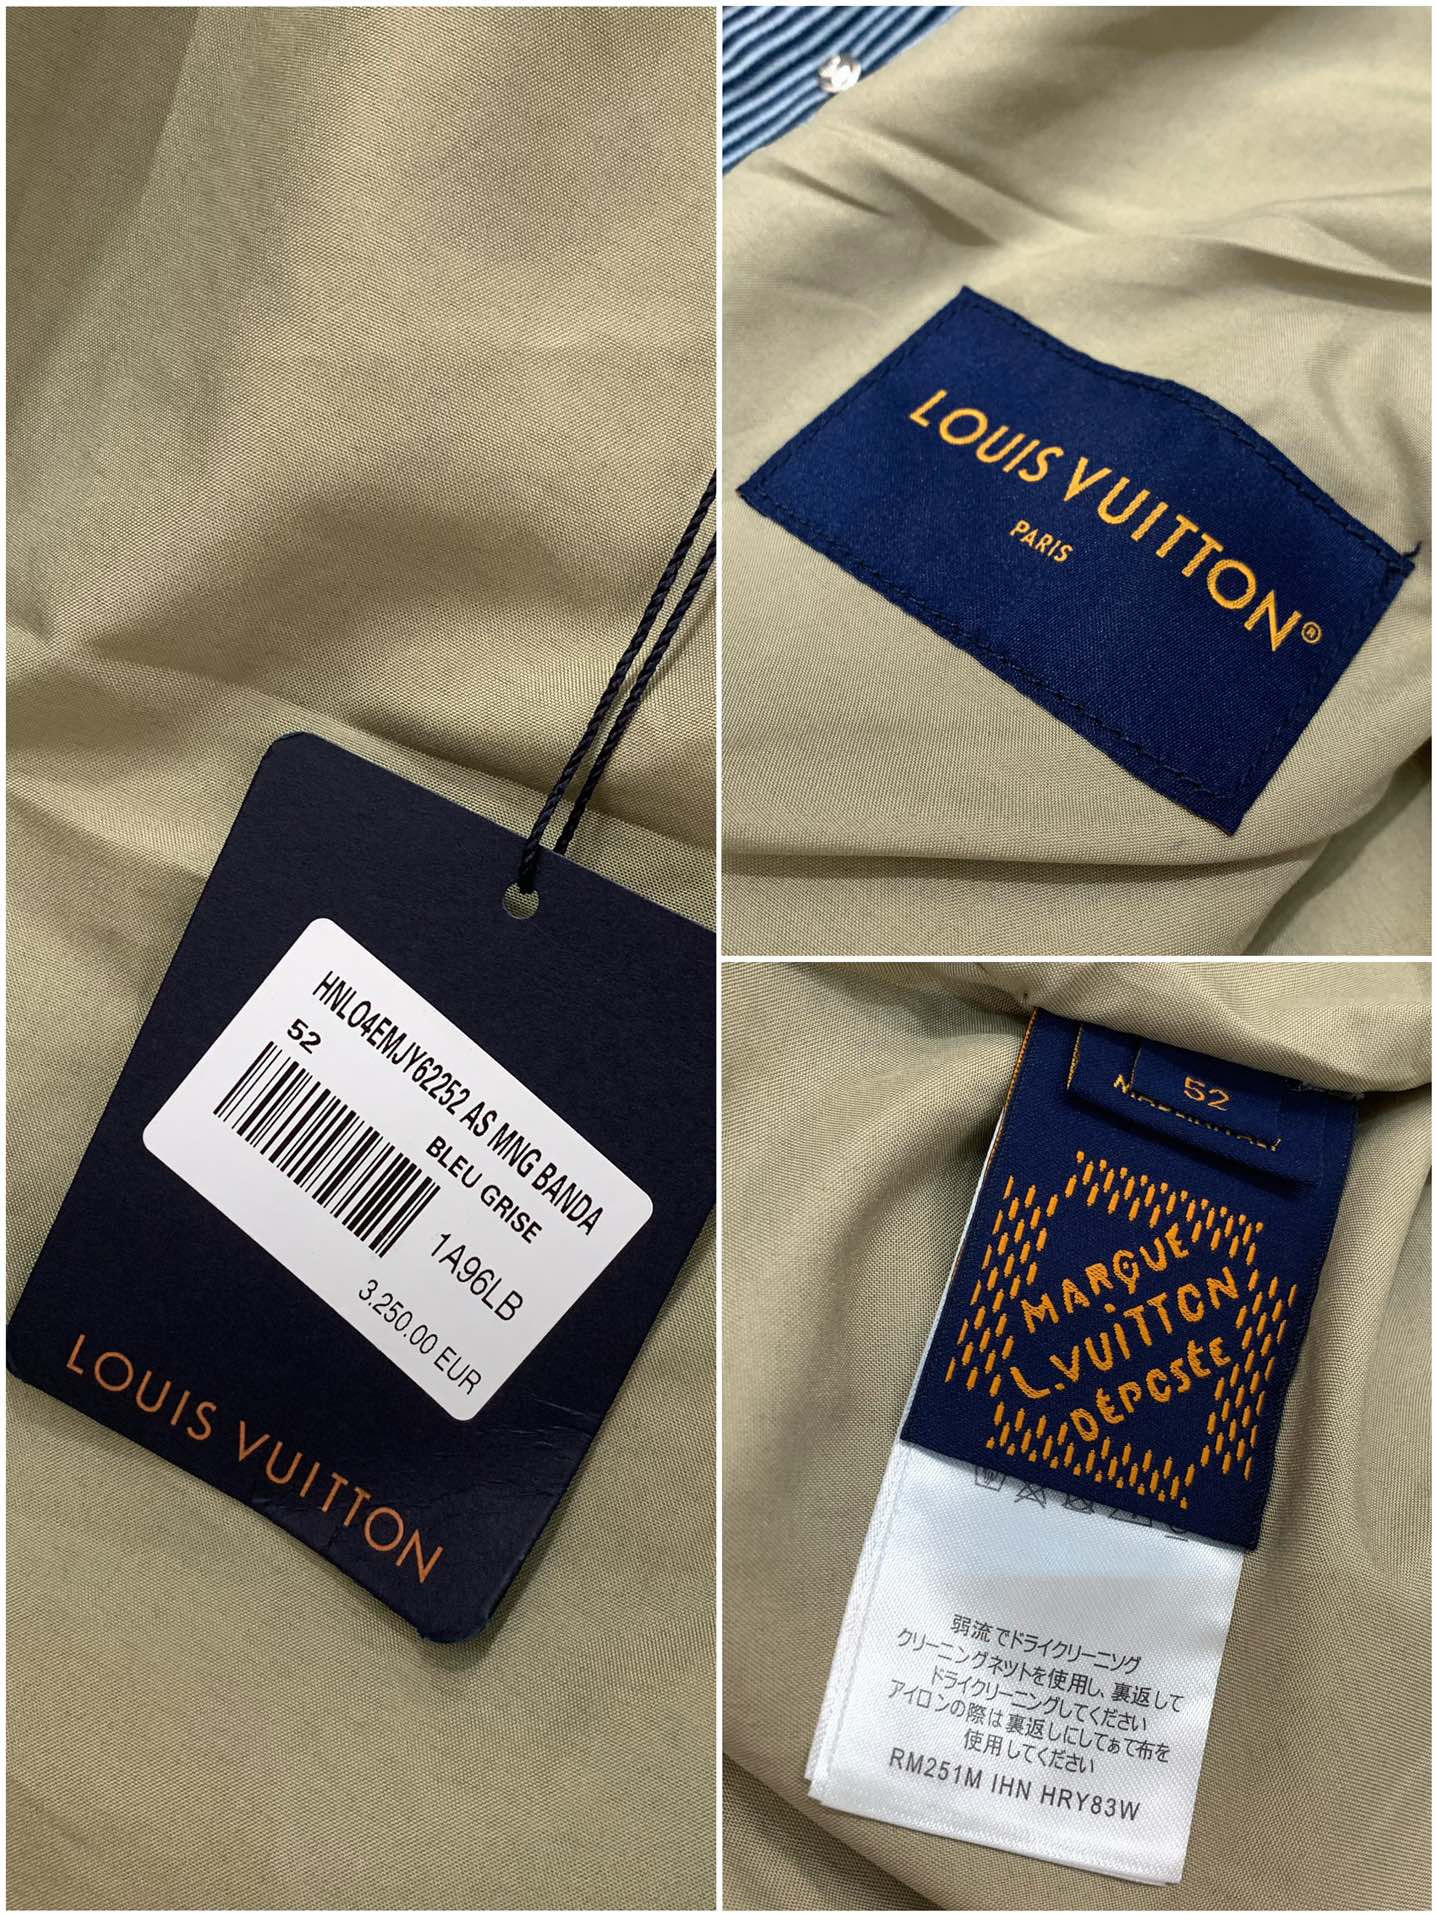 HNL04EMJY62252 AS MNG BANDA
52
BLEU GRISE
1A96LB
3.250.00 EUR
LOUIS VUITTON
LOUIS VUITTON®
PARIS
52
MARQUE
L.VUITTON
DÉPOSÉE
弱流でドライクリーニソグ
クリーニングネットを使用し、裏返して
ドライクリーニングしてください
アイロンの際は裏返しにしてぁて布を
使用してください
RM251M IHN HRY83W